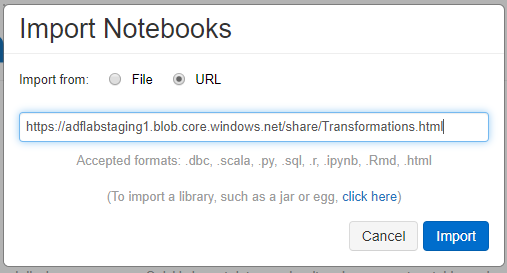 Import Notebooks
Import from: File URL
https://adflabstaging1.blob.core.windows.net/share/Transformations.html
Accepted formats: .dbc, .scala, .py, .sql, .r, .ipynb, .Rmd, .html
(To import a library, such as a jar or egg, click here)
Cancel Import